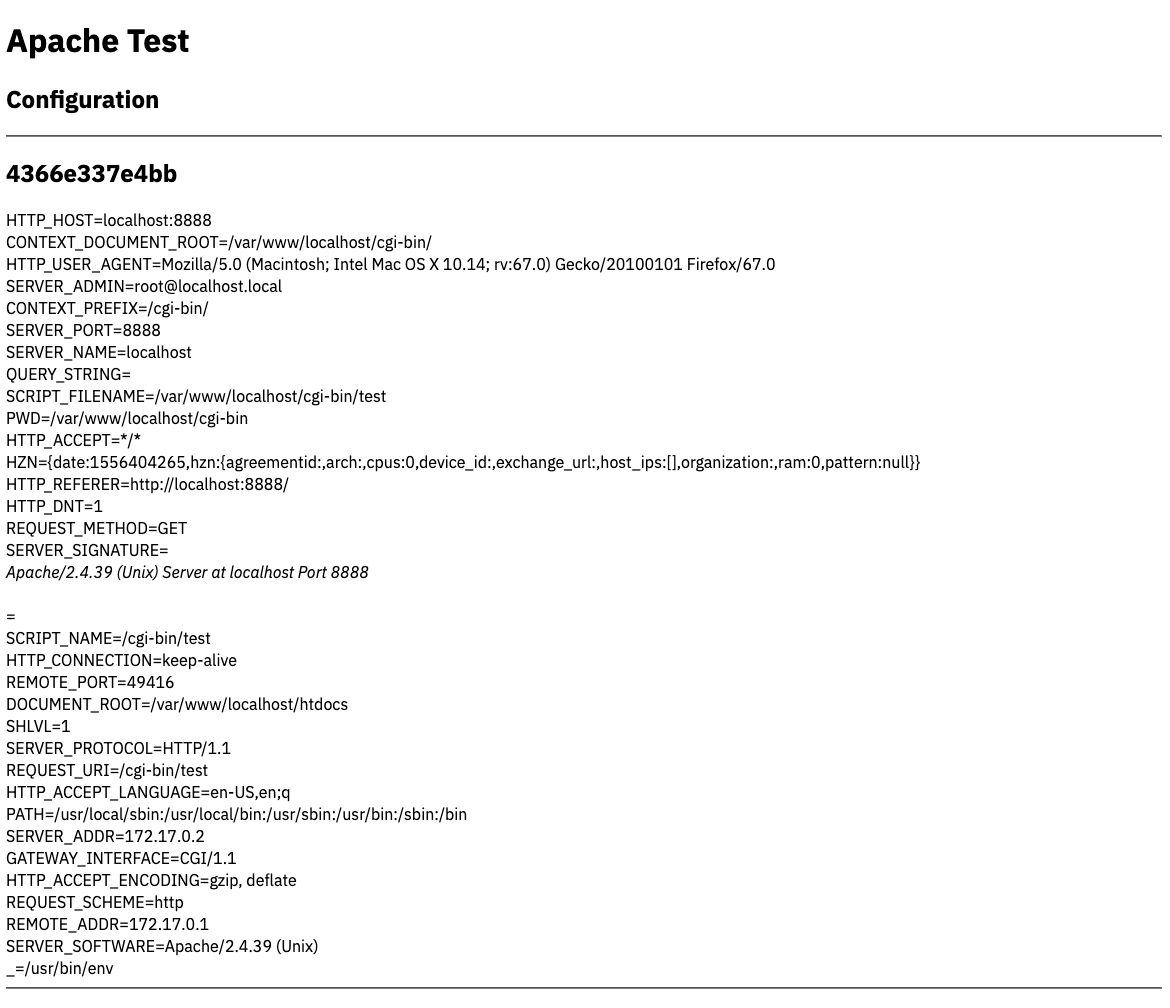 Apache Test
Configuration
4366e337e4bb
HTTP_HOST=localhost:8888
CONTEXT_DOCUMENT_ROOT=/var/www/localhost/cgi-bin/
HTTP_USER_AGENT=Mozilla/5.0 (Macintosh; Intel Mac OS X 10.14; rv:67.0) Gecko/20100101 Firefox/67.0
SERVER_ADMIN=root@localhost.local
CONTEXT_PREFIX=/cgi-bin/
SERVER_PORT=8888
SERVER_NAME=localhost
QUERY_STRING=
SCRIPT_FILENAME=/var/www/localhost/cgi-bin/test
PWD=/var/www/localhost/cgi-bin
HTTP_ACCEPT=*/*
HZN={date:1556404265,hzn:{agreementid:,arch:,cpus:0,device_id:,exchange_url:,host_ips:[],organization:,ram:0,pattern:null}}
HTTP_REFERER=http://localhost:8888/
HTTP_DNT=1
REQUEST_METHOD=GET
SERVER_SIGNATURE=
Apache/2.4.39 (Unix) Server at localhost Port 8888
=
SCRIPT_NAME=/cgi-bin/test
HTTP_CONNECTION=keep-alive
REMOTE_PORT=49416
DOCUMENT_ROOT=/var/www/localhost/htdocs
SHLVL=1
SERVER_PROTOCOL=HTTP/1.1
REQUEST_URI=/cgi-bin/test
HTTP_ACCEPT_LANGUAGE=en-US,en;q
PATH=/usr/local/sbin:/usr/local/bin:/usr/sbin:/usr/bin:/sbin:/bin
SERVER_ADDR=172.17.0.2
GATEWAY_INTERFACE=CGI/1.1
HTTP_ACCEPT_ENCODING=gzip, deflate
REQUEST_SCHEME=http
REMOTE_ADDR=172.17.0.1
SERVER_SOFTWARE=Apache/2.4.39 (Unix)
_=/usr/bin/env